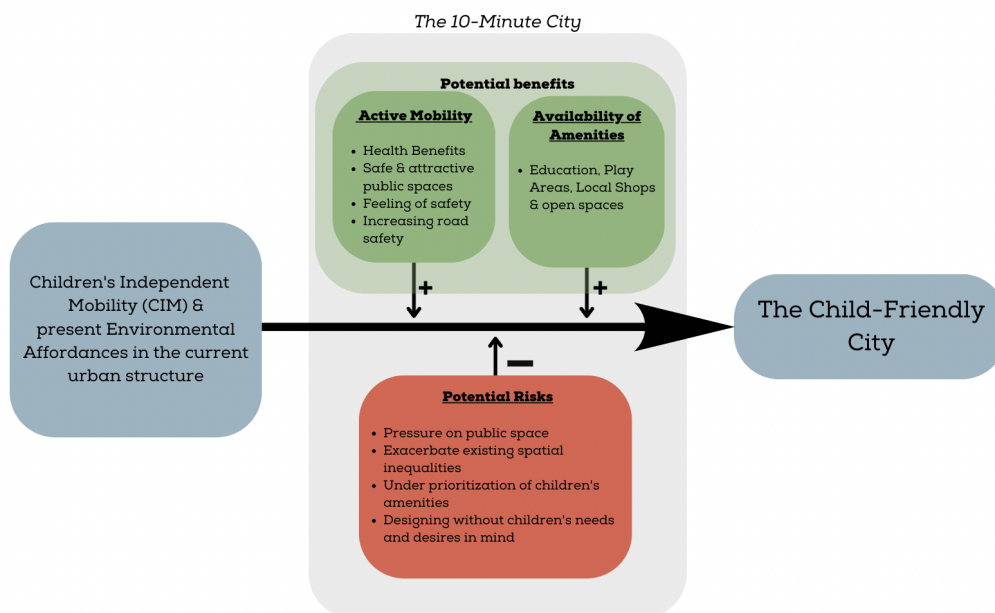 The 10-Minute City
Potential benefits
Active Mobility
• Health Benefits
• Safe & attractive
public spaces
• Feeling of safety
• Increasing road
safety
Availability of
Amenities
• Education, Play
Areas, Local Shops
& open spaces
+
+
Children's Independent
Mobility (CIM) &
present Environmental
Affordances in the current
urban structure
The Child-Friendly
City
—
Potential Risks
• Pressure on public space
• Exacerbate existing spatial
inequalities
• Under prioritization of children's
amenities
• Designing without children's needs
and desires in mind